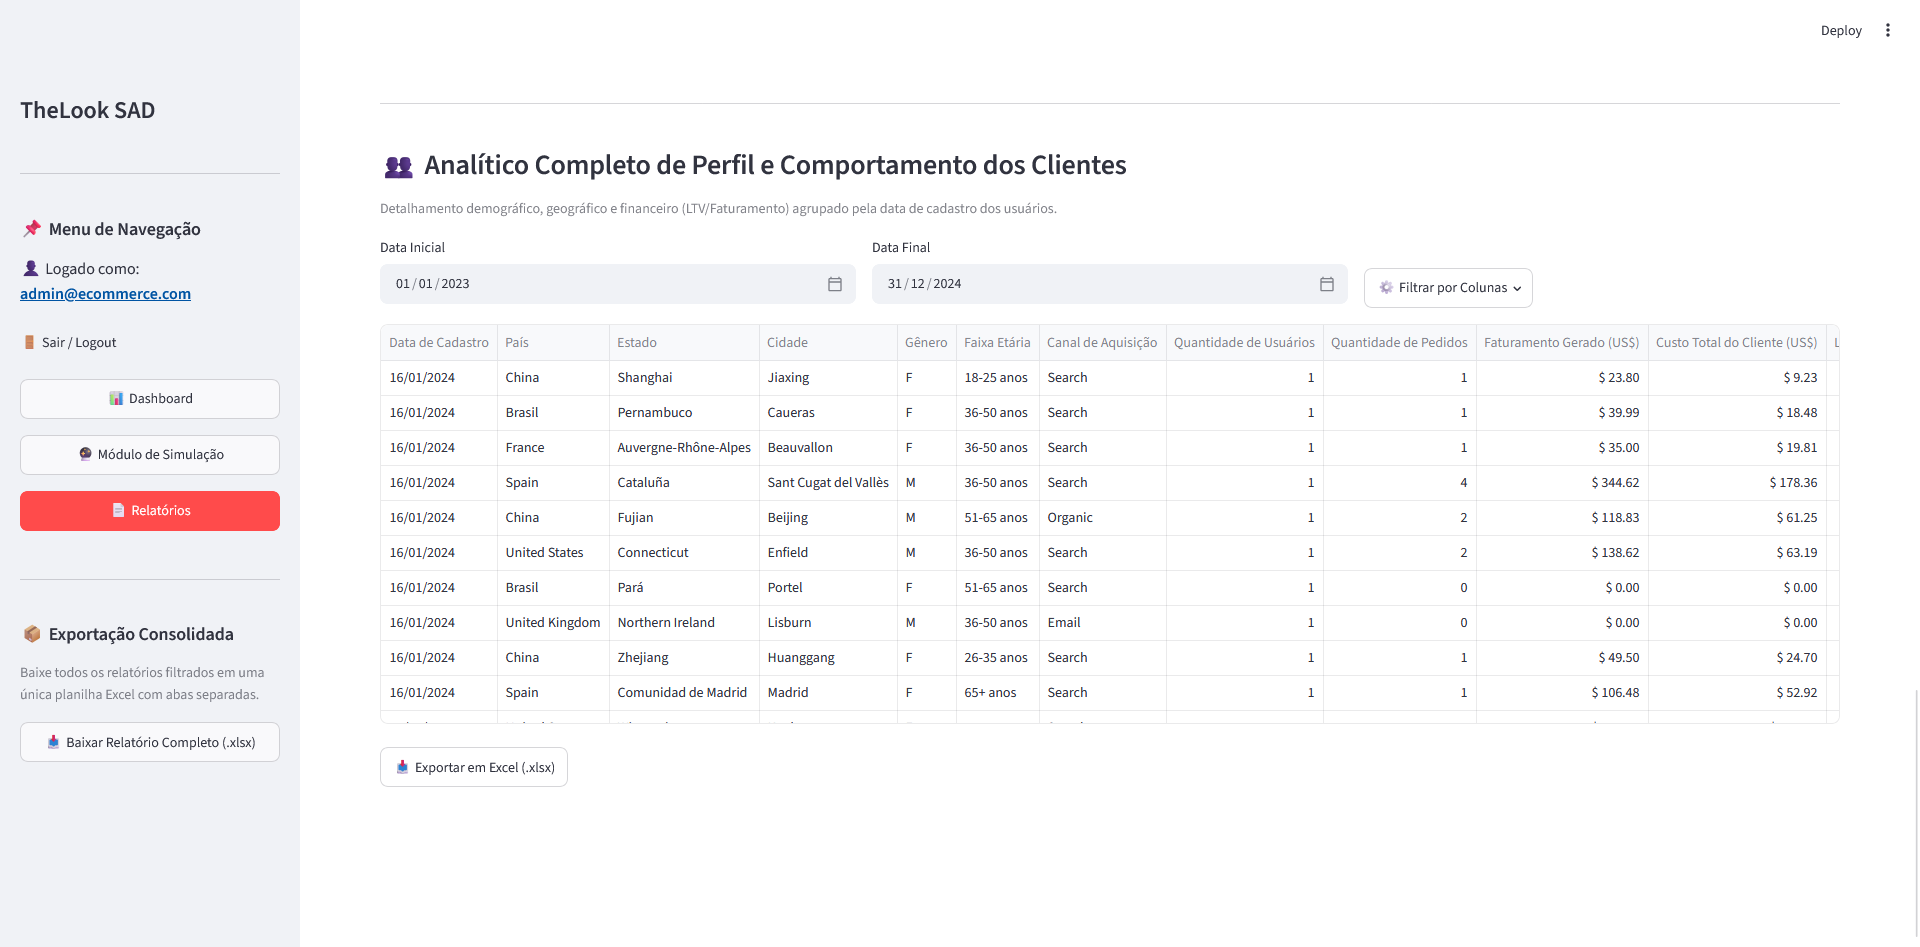 Deploy
TheLook SAD
Menu de Navegação
Logado como:
admin@ecommerce.com
Sair / Logout
Dashboard
Módulo de Simulação
Relatórios
Exportação Consolidada
Baixe todos os relatórios filtrados em uma
única planilha Excel com abas separadas.
Baixar Relatório Completo (.xlsx)
Analítico Completo de Perfil e Comportamento dos Clientes
Detalhamento demográfico, geográfico e financeiro (LTV/Faturamento) agrupado pela data de cadastro dos usuários.
Data Inicial Data Final
01/01/2023 31/12/2024 Filtrar por Colunas
Data de Cadastro País Estado Cidade Gênero Faixa Etária Canal de Aquisição Quantidade de Usuários Quantidade de Pedidos Faturamento Gerado (US$) Custo Total do Cliente (US$)
16/01/2024 China Shanghai Jiaxing F 18-25 anos Search 1 1 $ 23.80 $ 9.23
16/01/2024 Brasil Pernambuco Caueras F 36-50 anos Search 1 1 $ 39.99 $ 18.48
16/01/2024 France Auvergne-Rhône-Alpes Beauvallon F 36-50 anos Search 1 1 $ 35.00 $ 19.81
16/01/2024 Spain Cataluña Sant Cugat del Vallès M 36-50 anos Search 1 4 $ 344.62 $ 178.36
16/01/2024 China Fujian Beijing M 51-65 anos Organic 1 2 $ 118.83 $ 61.25
16/01/2024 United States Connecticut Enfield M 36-50 anos Search 1 2 $ 138.62 $ 63.19
16/01/2024 Brasil Pará Portel F 51-65 anos Search 1 0 $ 0.00 $ 0.00
16/01/2024 United Kingdom Northern Ireland Lisburn M 36-50 anos Email 1 0 $ 0.00 $ 0.00
16/01/2024 China Zhejiang Huanggang F 26-35 anos Search 1 1 $ 49.50 $ 24.70
16/01/2024 Spain Comunidad de Madrid Madrid F 65+ anos Search 1 1 $ 106.48 $ 52.92
Exportar em Excel (.xlsx)